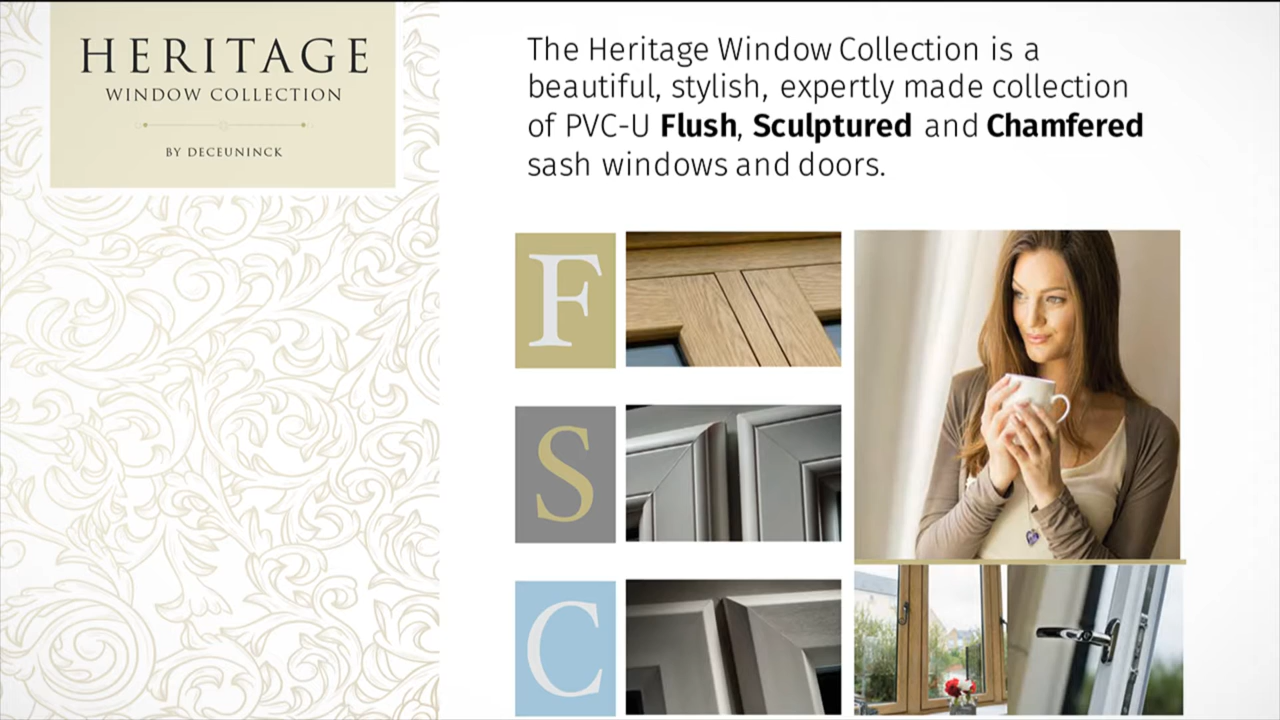 HERITAGE
WINDOW COLLECTION
BY DECEUNINCK
The Heritage Window Collection is a
beautiful, stylish, expertly made collection
of PVC-U Flush, Sculptured and Chamfered
sash windows and doors.
F
S
C